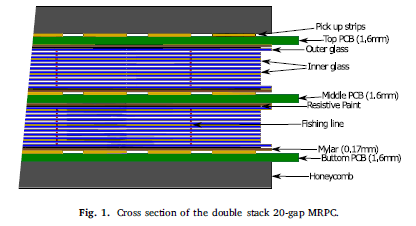 Pick up strips
Top PCB (1,6mm)
Outer glass
Inner glass
Middle PCB (1.6mm)
Resistive Paint
Fishing line
Mylar (0,17mm)
Buttom PCB (1,6mm)
Honeycomb
Fig. 1. Cross section of the double stack 20-gap MRPC.